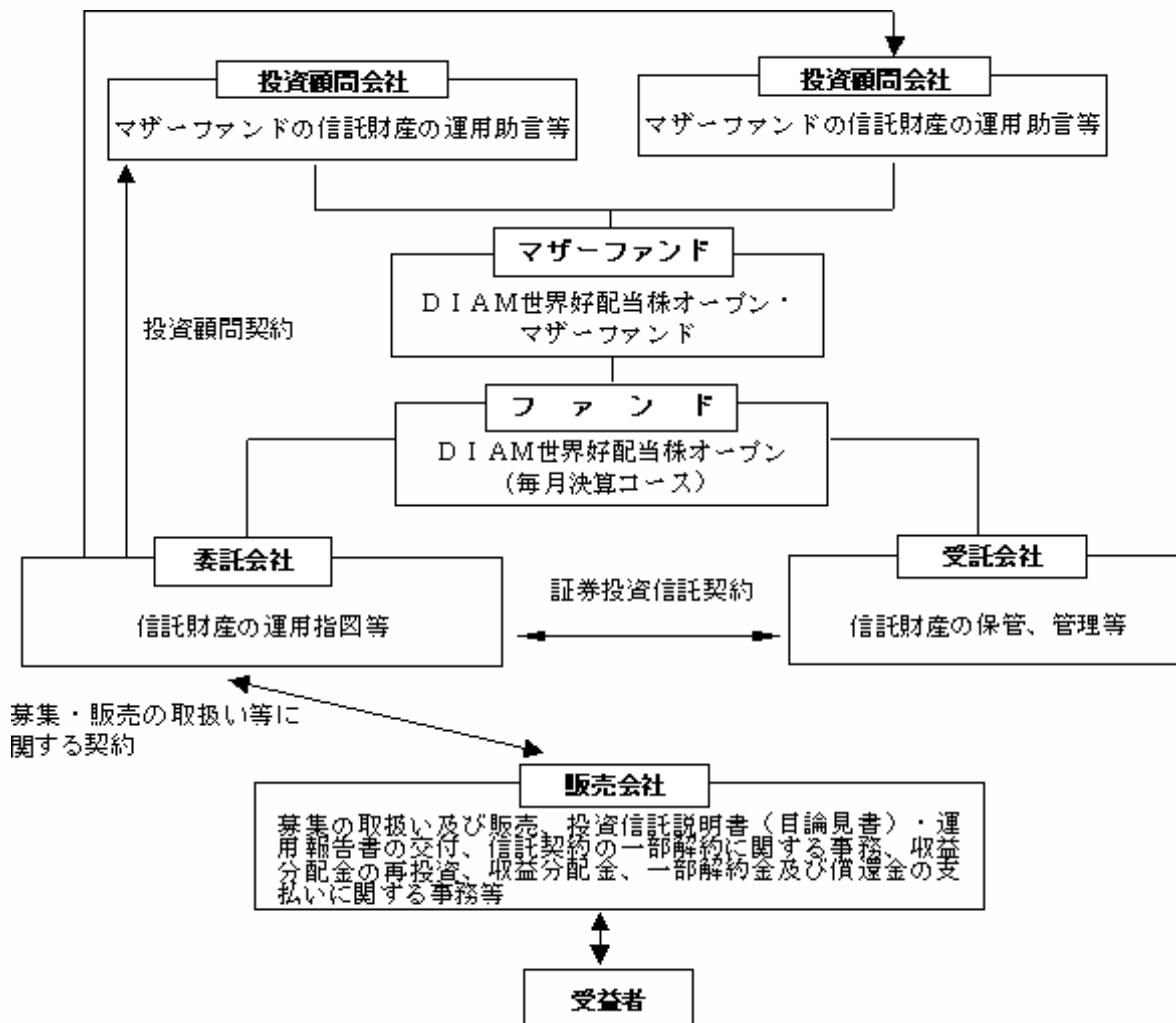 投資顧問会社
マザーファンドの信託財産の運用助言等
投資顧問会社
マザーファンドの信託財産の運用助言等
マザーファンド
ＤＩＡＭ世界好配当株オープン・
マザーファンド
投資顧問契約
ファンド
ＤＩＡＭ世界好配当株オープン
（毎月決算コース）
委託会社
信託財産の運用指図等
証券投資信託契約
受託会社
信託財産の保管、管理等
募集・販売の取扱い等に
関する契約
販売会社
募集の取扱い及び販売、投資信託説明書（目論見書）・運
用報告書の交付、信託契約の一部解約に関する事務、収益
分配金の再投資、収益分配金、一部解約金及び償還金の支
払いに関する事務等
受益者